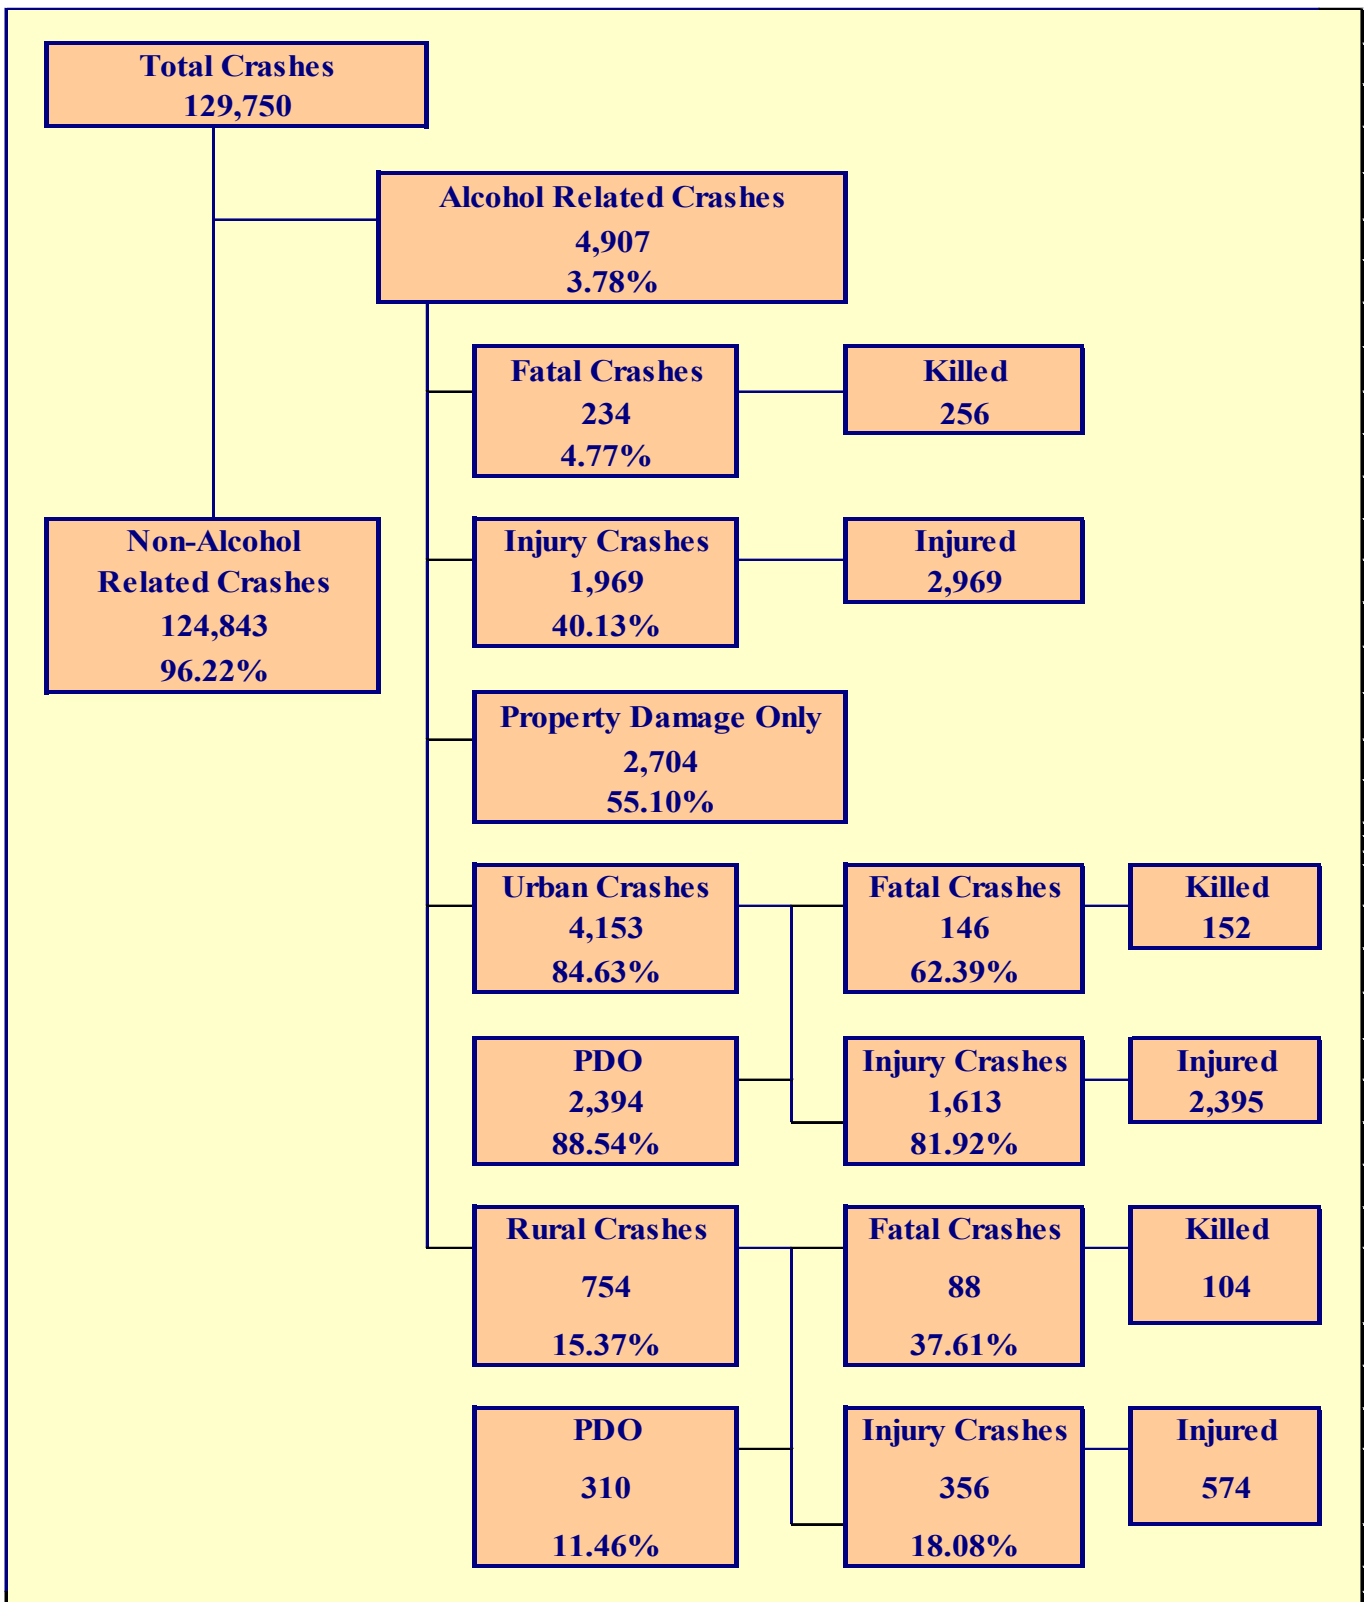 Total Crashes
129,750
Alcohol Related Crashes
4,907
3.78%
Fatal Crashes
234
4.77%
Killed
256
Non-Alcohol
Related Crashes
124,843
96.22%
Injury Crashes
1,969
40.13%
Injured
2,969
Property Damage Only
2,704
55.10%
Urban Crashes
4,153
84.63%
Fatal Crashes
146
62.39%
Killed
152
PDO
2,394
88.54%
Injury Crashes
1,613
81.92%
Injured
2,395
Rural Crashes
754
15.37%
Fatal Crashes
88
37.61%
Killed
104
PDO
310
11.46%
Injury Crashes
356
18.08%
Injured
574